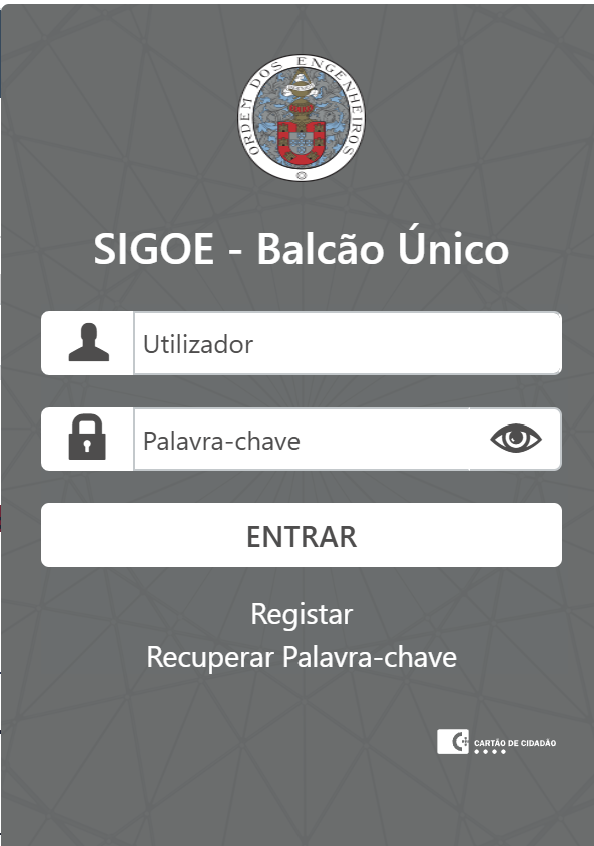 ORDEM DOS ENGENHEIROS
SIGOE - Balcão Único
Utilizador
Palavra-chave
ENTRAR
Registar
Recuperar Palavra-chave
CARTÃO DE CIDADÃO